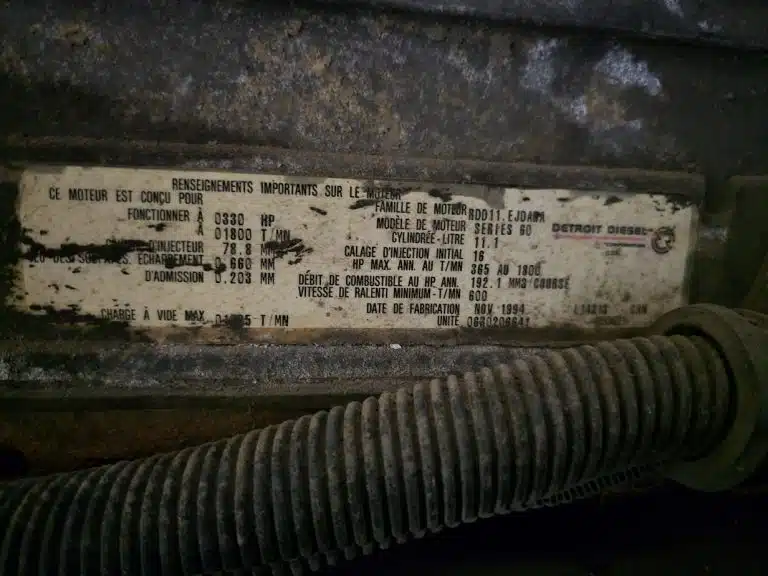 RENSEIGNEMENTS IMPORTANTS SUR LE MOTEUR
CE MOTEUR EST CONÇU POUR
FONCTIONNER À 0330 HP
À 01800 T/MN
D'INJECTEUR 78.8 MM
ÉCHAPPEMENT 0.660 MM
D'ADMISSION 0.203 MM
CHARGE À VIDE MAX. T/MN
FAMILLE DE MOTEUR
MODÈLE DE MOTEUR SERIES 60
CYLINDRÉE-LITRE 11.1
CALAGE D'INJECTION INITIAL 16
HP MAX. ANN. AU T/MN 365 AU 1800
DÉBIT DE COMBUSTIBLE AU HP ANN. 192.1 MM3/COURSE
VITESSE DE RALENTI MINIMUM-T/MN 600
DATE DE FABRICATION NOV 1994
UNITÉ
DETROIT DIESEL